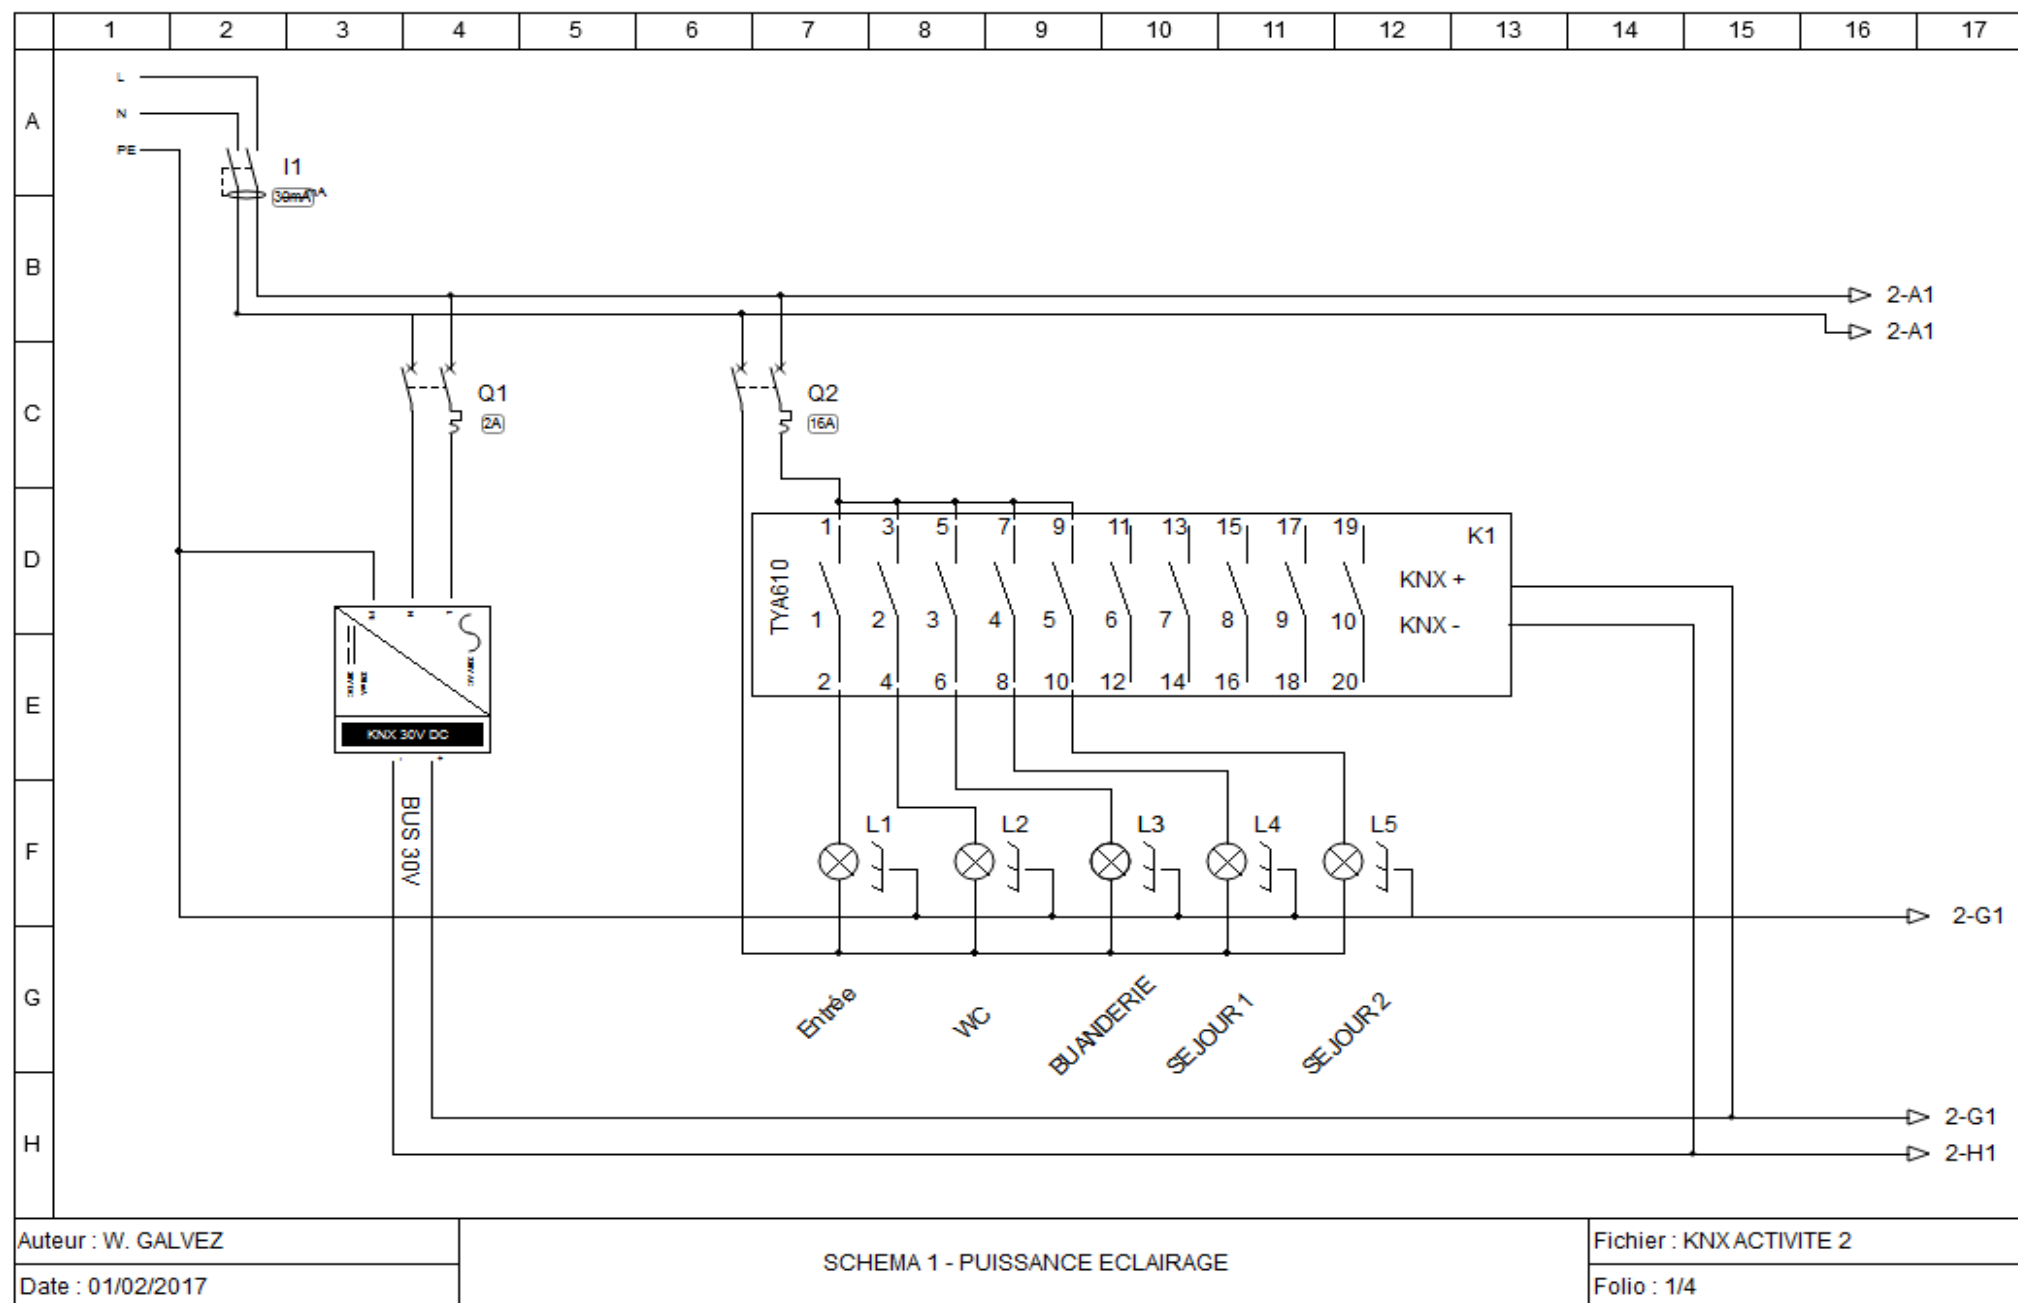 1 2 3 4 5 6 7 8 9 10 11 12 13 14 15 16 17
A
B
C
D
E
F
G
H
L
N
PE
I1
30mA
2-A1
2-A1
Q1
2A
Q2
16A
1 3 5 7 9 11 13 15 17 19
K1
TYA610
KNX +
1 2 3 4 5 6 7 8 9 10
KNX -
2 4 6 8 10 12 14 16 18 20
KNX 30V DC
- +
BUS 30V
L1 L2 L3 L4 L5
2-G1
Entrée
WC
BUANDERIE
SEJOUR 1
SEJOUR 2
2-G1
2-H1
Auteur : W. GALVEZ
Date : 01/02/2017
SCHEMA 1 - PUISSANCE ECLAIRAGE
Fichier : KNX ACTIVITE 2
Folio : 1/4